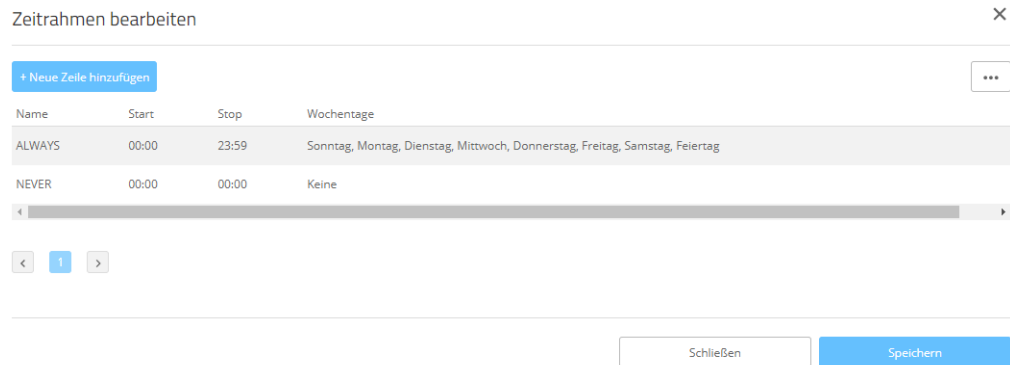 Zeitrahmen bearbeiten
+ Neue Zeile hinzufügen
Name Start Stop Wochentage
ALWAYS 00:00 23:59 Sonntag, Montag, Dienstag, Mittwoch, Donnerstag, Freitag, Samstag, Feiertag
NEVER 00:00 00:00 Keine
1
Schließen Speichern